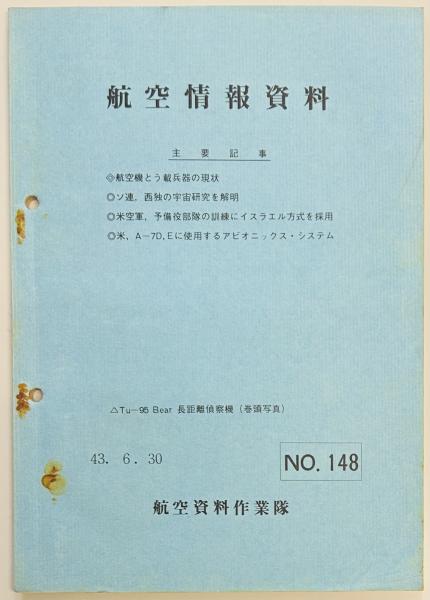 航空情報資料
主要記事
◎航空機とう載兵器の現状
◎ソ連，西独の宇宙研究を解明
◎米空軍，予備役部隊の訓練にイスラエル方式を採用
◎米，A－7D，Eに使用するアビオニックス・システム
△Tu－95 Bear 長距離偵察機（巻頭写真）
43. 6. 30
NO. 148
航空資料作業隊